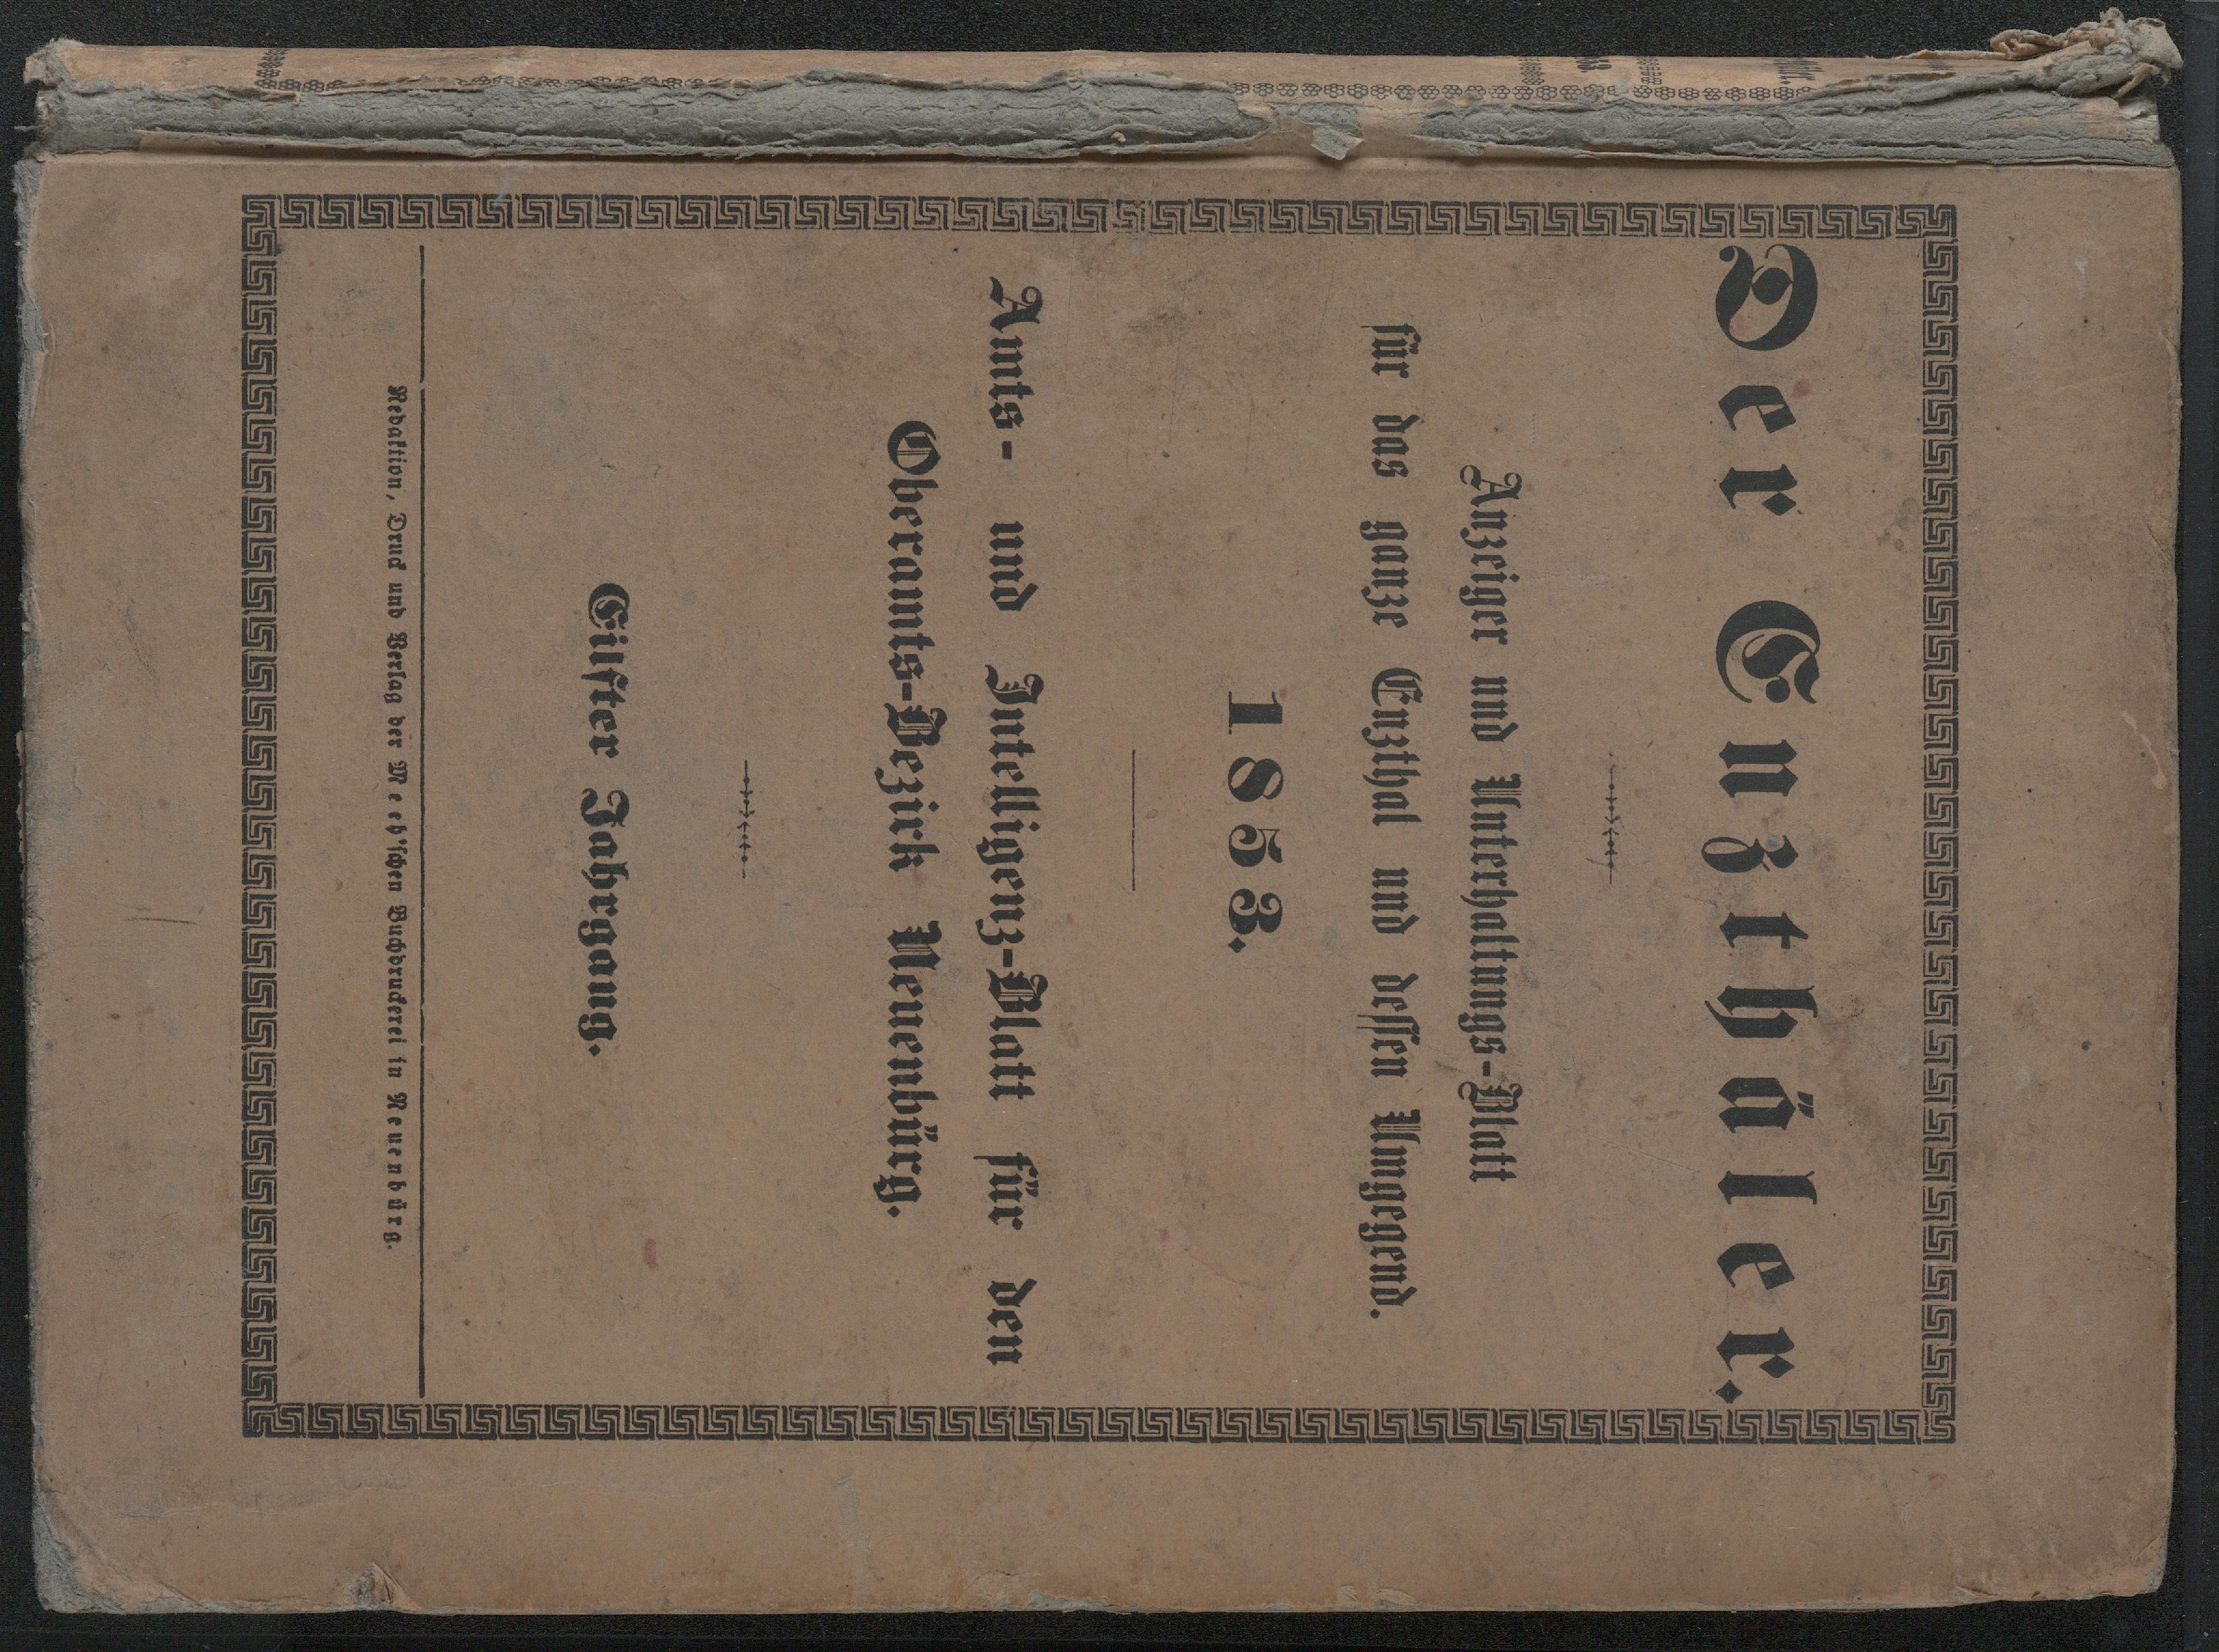 Der Enzthäler.
Anzeiger und Unterhaltungs-Blatt
für das ganze Enzthal und dessen Umgegend.
1853.
Amts- und Intelligenz-Blatt für den
Oberamts-Bezirk Neuenbürg.
Eilfter Jahrgang.
Redaktion, Druck und Verlag der Meeh'schen Buchdruckerei in Neuenbürg.